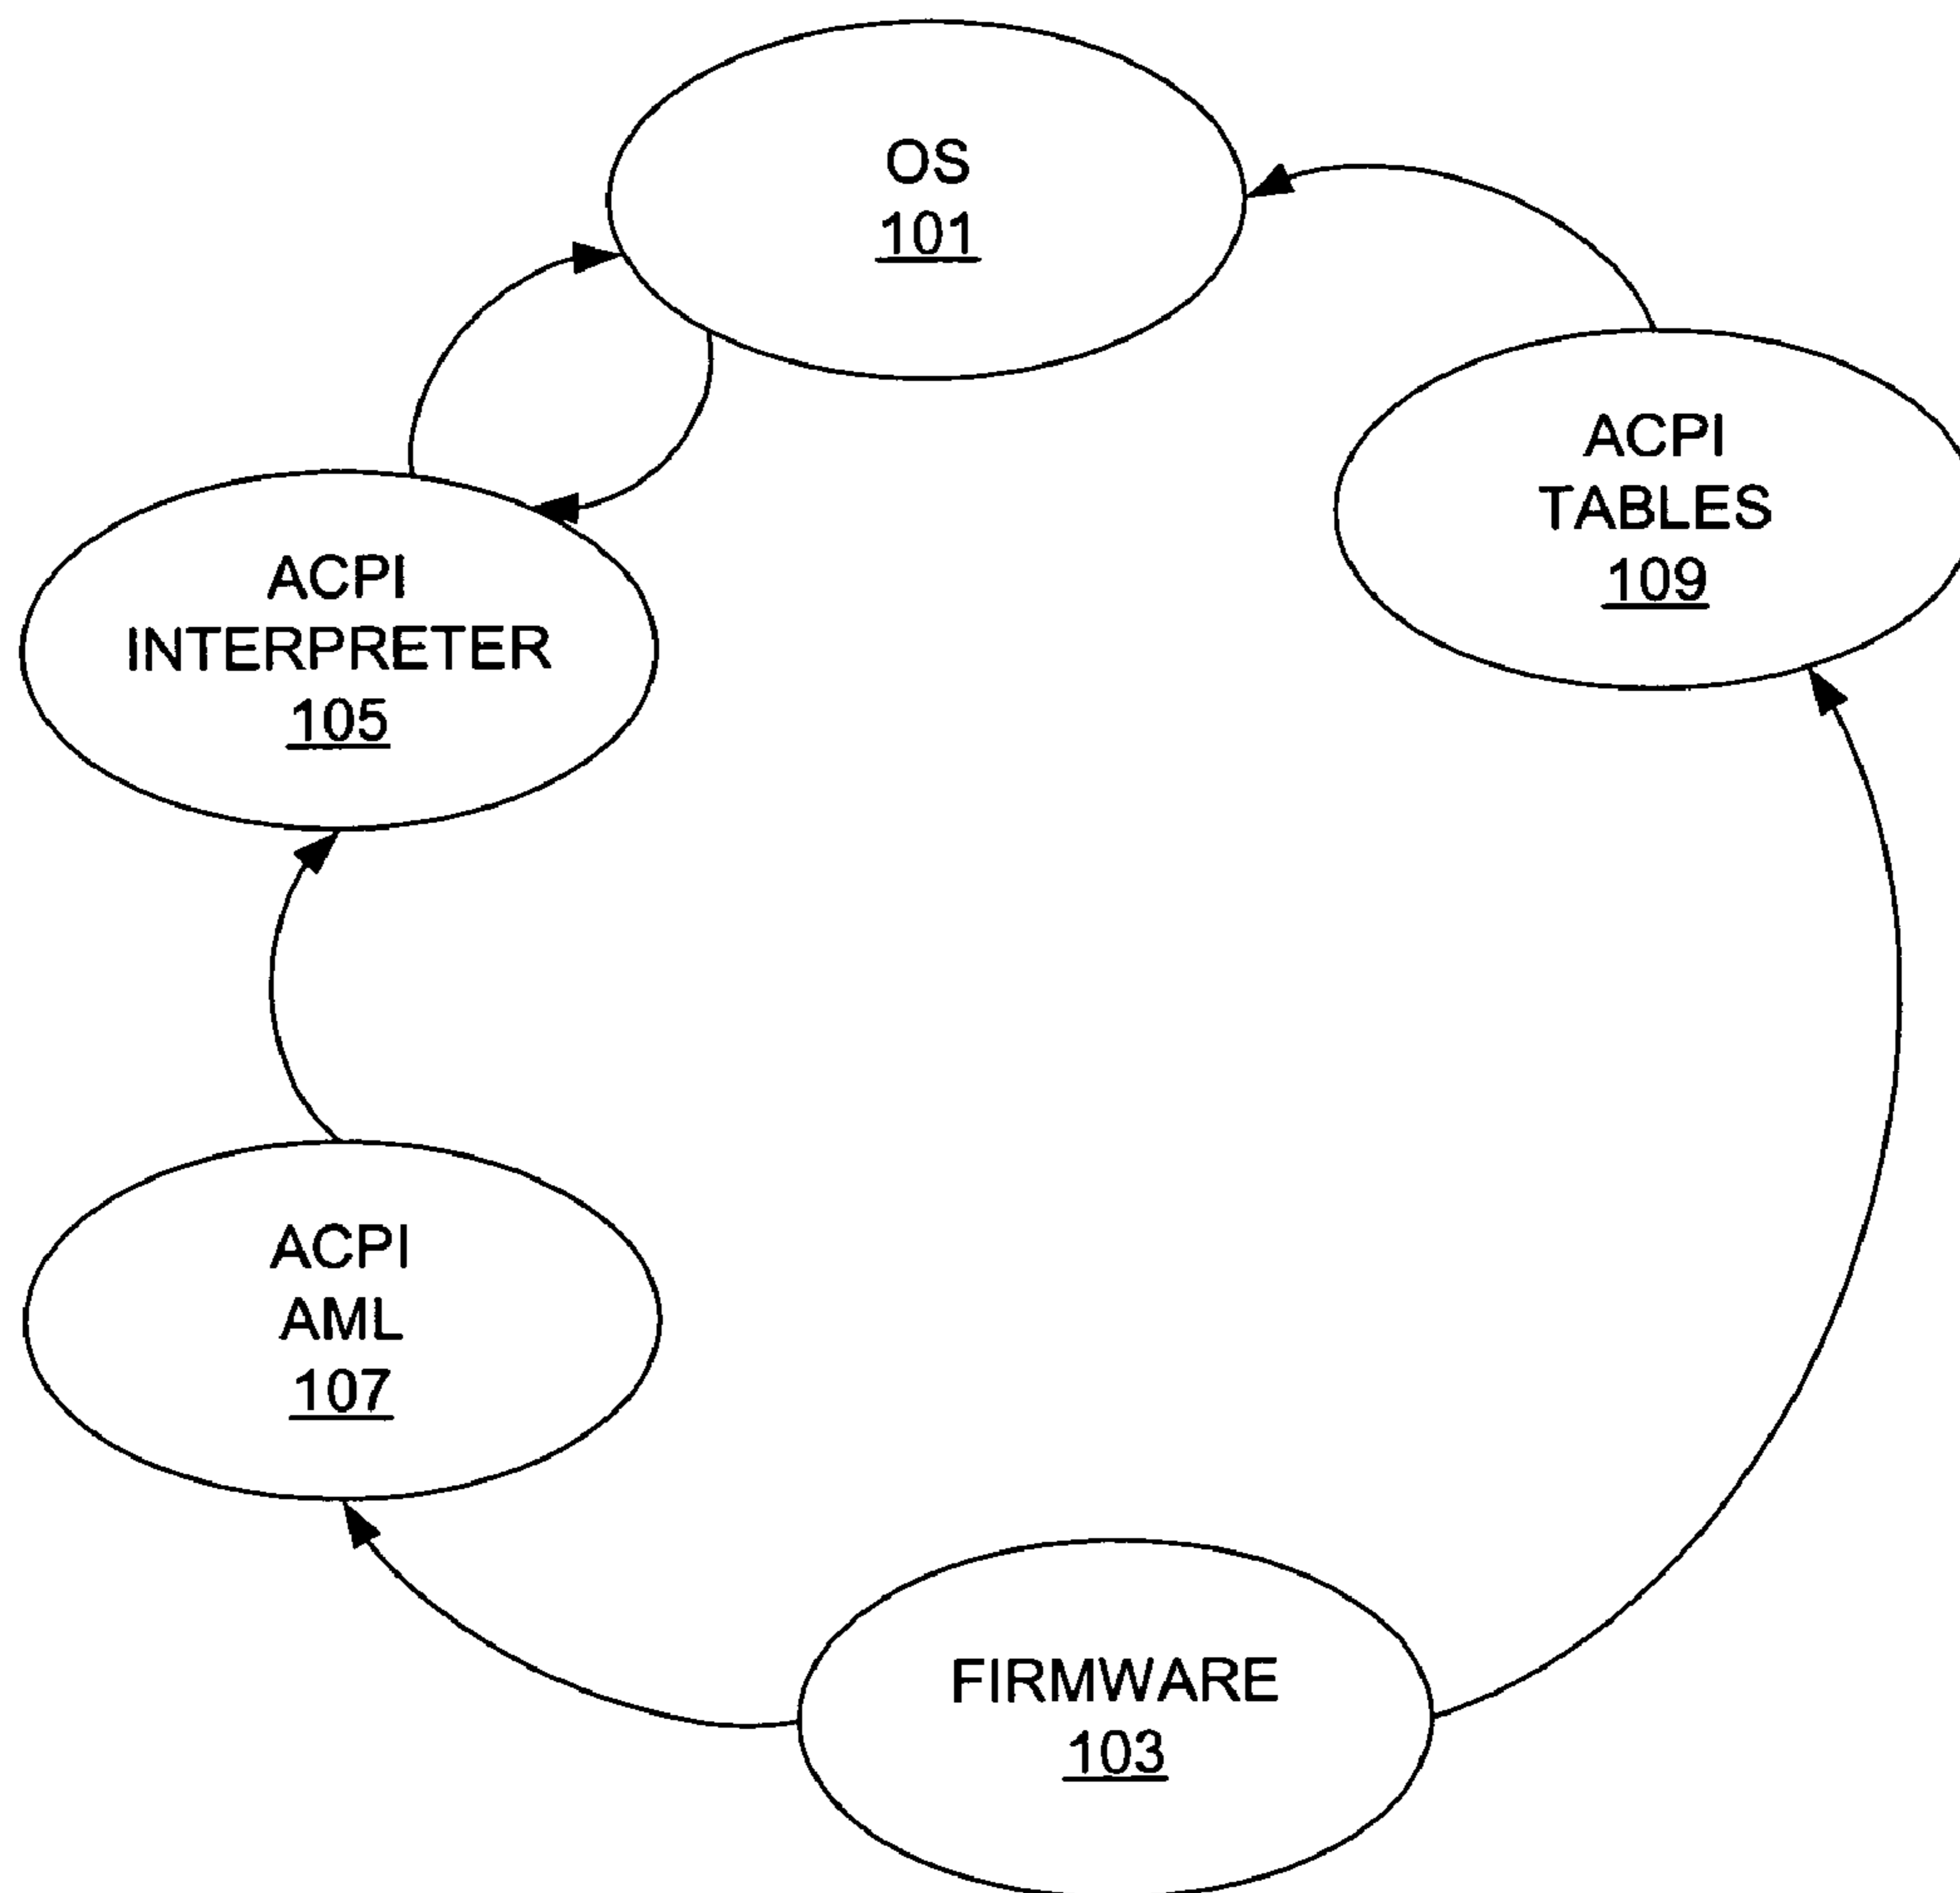 OS
101
ACPI
TABLES
109
ACPI
INTERPRETER
105
ACPI
AML
107
FIRMWARE
103